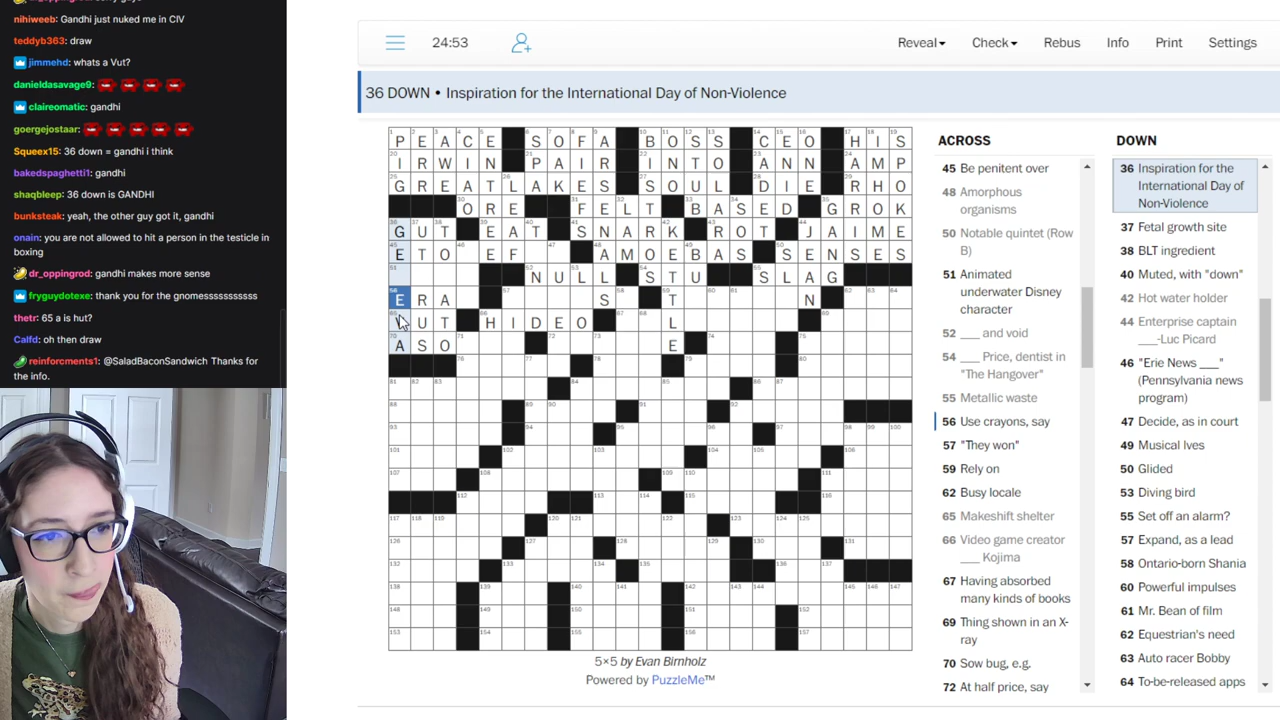 nihiweeb: Gandhi just nuked me in CIV
teddyb363: draw
jimmehd: whats a Vut?
danieldasavage9:
claireomatic: gandhi
goergejostaar:
Squeex15: 36 down = gandhi i think
bakedspaghetti1: gandhi
shaqbleep: 36 down is GANDHI
bunksteak: yeah, the other guy got it, gandhi
onain: you are not allowed to hit a person in the testicle in
boxing
dr_oppingrod: gandhi makes more sense
fryguydotexe: thank you for the gnomessssssssss
thetr: 65 a is hut?
Calfd: oh then draw
reinforcments1: @SaladBaconSandwich Thanks for
the info.
24:53
Reveal
Check
Rebus
Info
Print
Settings
36 DOWN • Inspiration for the International Day of Non-Violence
PEACE SOFA BOSS CEO HIS
IRWIN PAIR INTO ANN AMP
GREATLAKES SOUL DIE RHO
ORE FELT BASED GROK
GUT EAT SNARK ROT JAIME
ETO EF AMOEBAS SENSES
NULL STU SLAG
ERA S T N
UT HIDEO L
ASO E
5×5 by Evan Birnholz
Powered by PuzzleMe™
ACROSS
45 Be penitent over
48 Amorphous
organisms
50 Notable quintet (Row
B)
51 Animated
underwater Disney
character
52 ___ and void
54 ___ Price, dentist in
"The Hangover"
55 Metallic waste
56 Use crayons, say
57 "They won"
59 Rely on
62 Busy locale
65 Makeshift shelter
66 Video game creator
___ Kojima
67 Having absorbed
many kinds of books
69 Thing shown in an X-
ray
70 Sow bug, e.g.
72 At half price, say
DOWN
36 Inspiration for the
International Day of
Non-Violence
37 Fetal growth site
38 BLT ingredient
40 Muted, with "down"
42 Hot water holder
44 Enterprise captain
___-Luc Picard
46 "Erie News ___"
(Pennsylvania news
program)
47 Decide, as in court
49 Musical Ives
50 Glided
53 Diving bird
55 Set off an alarm?
57 Expand, as a lead
58 Ontario-born Shania
60 Powerful impulses
61 Mr. Bean of film
62 Equestrian's need
63 Auto racer Bobby
64 To-be-released apps